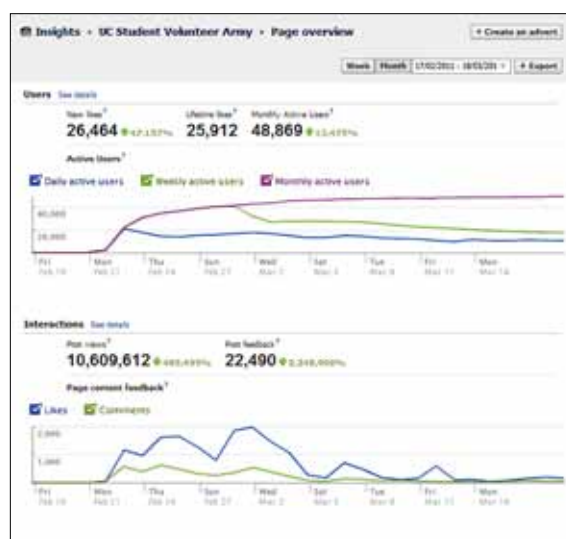 Insights › UC Student Volunteer Army › Page overview
+ Create an advert
Week Month 17/02/2011 - 18/03/201 + Export
Users See details
New likes? Lifetime likes? Monthly Active Users?
26,464 25,912 48,869
Active Users?
Daily active users Weekly active users Monthly active users
40,000
20,000
Fri Mon Thu Sun Wed Sat Tue Fri Mon
Feb 21 Feb 24 Feb 27 Mar 2 Mar 5 Mar 8 Mar 11 Mar 14
Interactions See details
Post views? Post feedback?
10,609,612 22,490
Page content feedback?
Likes Comments
2,000
1,000
Fri Mon Thu Sun Wed Sat Tue Fri Mon
Feb 21 Feb 24 Feb 27 Mar 2 Mar 5 Mar 8 Mar 11 Mar 14